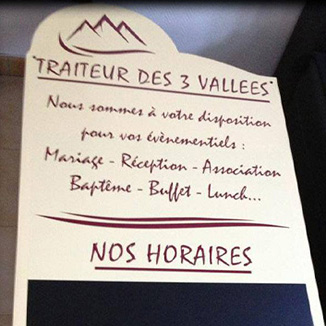 "TRAITEUR DES 3 VALLEES"
Nous sommes à votre disposition
pour vos évènementiels :
Mariage - Réception - Association
Baptême - Buffet - Lunch...
NOS HORAIRES